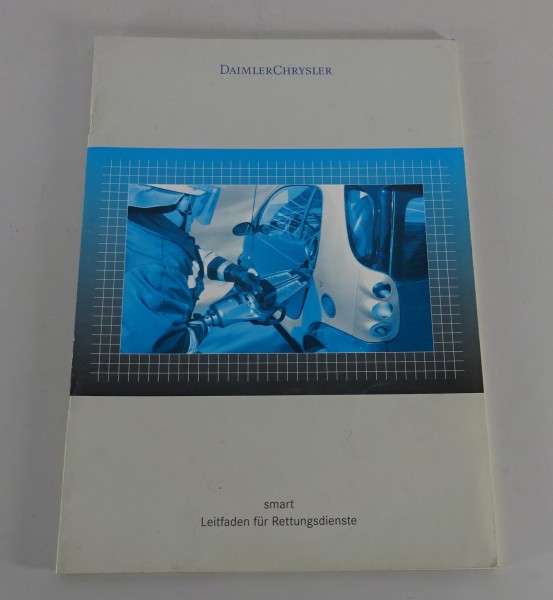 DAIMLERCHRYSLER
smart
Leitfaden für Rettungsdienste